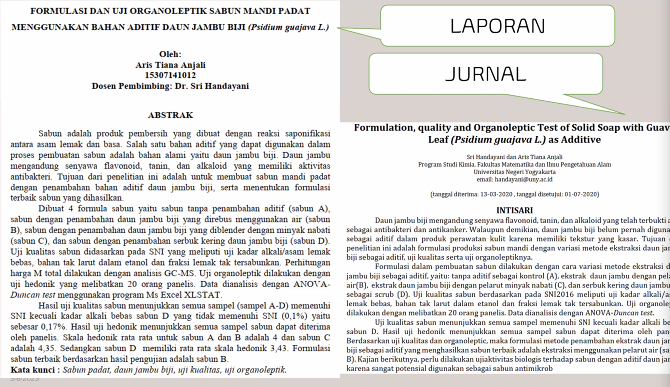 FORMULASI DAN UJI ORGANOLEPTIK SABUN MANDI PADAT
MENGGUNAKAN BAHAN ADITIF DAUN JAMBU BIJI (Psidium guajava L.)
Oleh:
Aris Tiana Anjali
15307141012
Dosen Pembimbing: Dr. Sri Handayani
ABSTRAK
Sabun adalah produk pembersih yang dibuat dengan reaksi saponifikasi
antara asam lemak dan basa. Salah satu bahan aditif yang dapat digunakan dalam
proses pembuatan sabun adalah bahan alami yaitu daun jambu biji. Daun jambu
mengandung senyawa flavonoid, tanin, dan alkaloid yang memiliki aktivitas
antibakteri. Tujuan dari penelitian ini adalah untuk membuat sabun mandi padat
dengan penambahan bahan aditif daun jambu biji, serta menentukan formulasi
terbaik sabun yang dihasilkan.
Dibuat 4 formula sabun yaitu sabun tanpa penambahan aditif (sabun A),
sabun dengan penambahan daun jambu biji yang direbus menggunakan air (sabun
B), sabun dengan penambahan daun jambu biji yang diblender dengan minyak nabati
(sabun C), dan sabun dengan penambahan serbuk kering daun jambu biji (sabun D).
Uji kualitas sabun didasarkan pada SNI yang meliputi uji kadar alkali/asam lemak
bebas, bahan tak larut dalam etanol dan fraksi lemak tak tersabunkan. Perhitungan
harga M total dilakukan dengan analisis GC-MS. Uji organoleptik dilakukan dengan
uji hedonik yang melibatkan 20 orang panelis. Data dianalisis dengan ANOVA-
Duncan test menggunakan program Ms Excel XLSTAT.
Hasil uji kualitas sabun menunjukkan semua sampel (sampel A-D) memenuhi
SNI kecuali kadar alkali bebas sabun D yang tidak memenuhi SNI (0,1%) yaitu
sebesar 0,17%. Hasil uji hedonik menunjukkan semua sampel sabun dapat diterima
oleh panelis. Skala hedonik rata rata untuk sabun A dan B adalah 4 dan sabun C
adalah 4,35. Sedangkan sabun D memiliki rata rata skala hedonik 3,43. Formulasi
sabun terbaik berdasarkan hasil pengujian adalah sabun B.
Kata kunci : Sabun padat, daun jambu biji, uji kualitas, uji organoleptik.
LAPORAN
JURNAL
Formulation, quality and Organoleptic Test of Solid Soap with Guav
Leaf (Psidium guajava L.) as Additive
Sri Handayani dan Aris Tiana Anjali
Program Studi Kimia, Fakultas Matematika dan Ilmu Pengetahuan Alam
Universitas Negeri Yogyakarta
email: handayani@uny.ac.id
(tanggal diterima: 13-03-2020 , tanggal disetujui: 01-07-2020)
INTISARI
Daun jambu biji mengandung senyawa flavonoid, tanin, dan alkaloid yang telah terbukti a
sebagai antibakteri dan antikanker. Walaupun demikian, daun jambu biji belum pernah diguna
sebagai aditif dalam produk perawatan kulit karena memiliki tekstur yang kasar. Tujuan
penelitian ini adalah formulasi produksi sabun mandi dengan variasi metode ekstraksi daun jam
biji sebagai aditif, uji kualitas serta uji organoleptiknya.
Formulasi dalam pembuatan sabun dilakukan dengan cara variasi metode ekstraksi d
jambu biji sebagai aditif, yaitu: tanpa aditif sebagai kontrol (A), ekstrak daun jambu dengan pel
air(B), ekstrak daun jambu dengan pelarut minyak nabati (C), dan serbuk kering daun jambu
sebagai scrub (D). Uji kualitas sabun berdasarkan pada SNI2016 meliputi uji kadar alkali/a
lemak bebas, bahan tak larut dalam etanol dan fraksi lemak tak tersabunkan. Uji organolep
dilakukan dengan melibatkan 20 orang panelis. Data dianalisis dengan ANOVA-Duncan test.
Uji kualitas sabun menunjukkan semua sampel memenuhi SNI kecuali kadar alkali beba
sabun D. Hasil uji hedonik menunjukkan semua sampel sabun dapat diterima oleh pan
Berdasarkan uji kualitas dan organoleptik, maka formulasi metode penambahan ekstrak daun jan
biji sebagai aditif yang menghasilkan sabun terbaik adalah ekstraksi menggunakan pelarut air (sa
B). Kajian berikutnya, perlu dilakukan ujiaktivitas biologis terhadap sabun dengan aditif daun jam
karena sangat potensial digunakan sebagai sabun antimikrob